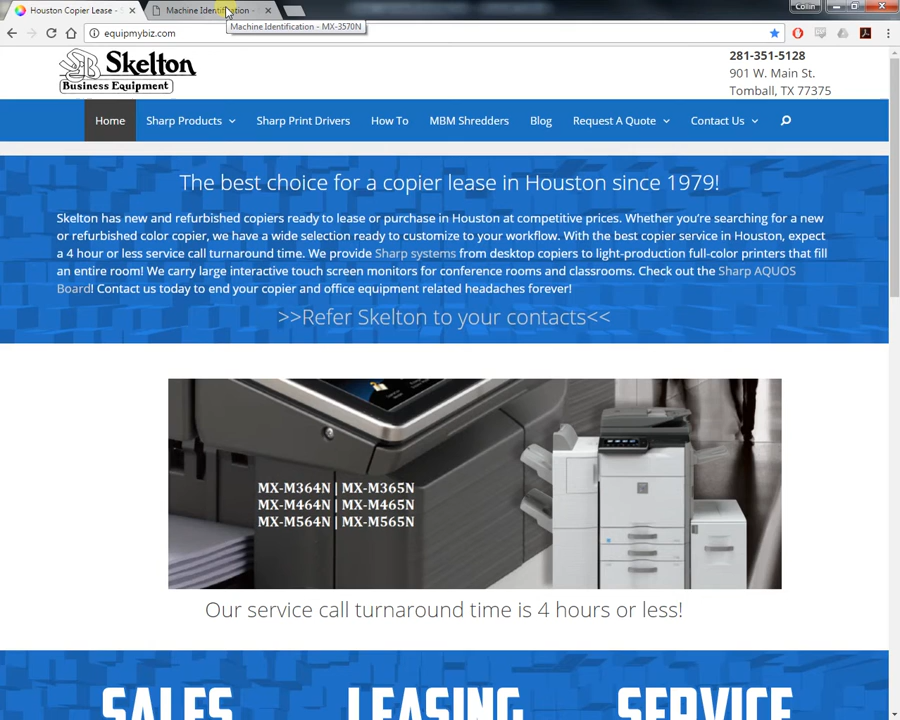 Houston Copier Lease - S
Machine Identification -
Collin
Machine Identification - MX-3570N
equipmybiz.com
Skelton
Business Equipment
281-351-5128
901 W. Main St.
Tomball, TX 77375
Home
Sharp Products
Sharp Print Drivers
How To
MBM Shredders
Blog
Request A Quote
Contact Us
The best choice for a copier lease in Houston since 1979!
Skelton has new and refurbished copiers ready to lease or purchase in Houston at competitive prices. Whether you're searching for a new
or refurbished color copier, we have a wide selection ready to customize to your workflow. With the best copier service in Houston, expect
a 4 hour or less service call turnaround time. We provide Sharp systems from desktop copiers to light-production full-color printers that fill
an entire room! We carry large interactive touch screen monitors for conference rooms and classrooms. Check out the Sharp AQUOS
Board! Contact us today to end your copier and office equipment related headaches forever!
>>Refer Skelton to your contacts<<
MX-M364N | MX-M365N
MX-M464N | MX-M465N
MX-M564N | MX-M565N
Our service call turnaround time is 4 hours or less!
SALES
LEASING
SERVICE